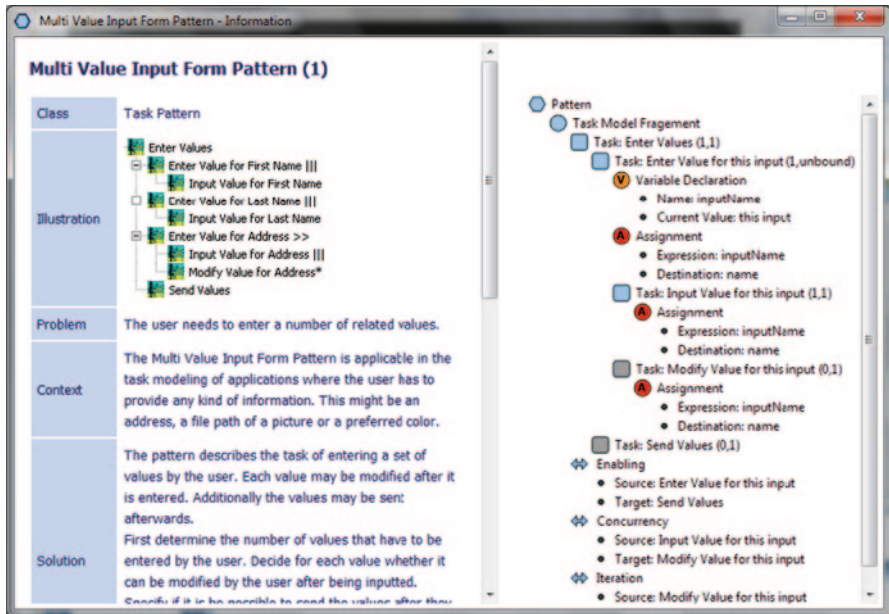 Multi Value Input Form Pattern - Information
Multi Value Input Form Pattern (1)
Class
Task Pattern
Illustration
Enter Values
Enter Value for First Name |||
Input Value for First Name
Enter Value for Last Name |||
Input Value for Last Name
Enter Value for Address >>
Input Value for Address |||
Modify Value for Address*
Send Values
Problem
The user needs to enter a number of related values.
Context
The Multi Value Input Form Pattern is applicable in the
task modeling of applications where the user has to
provide any kind of information. This might be an
address, a file path of a picture or a preferred color.
Solution
The pattern describes the task of entering a set of
values by the user. Each value may be modified after it
is entered. Additionally the values may be sent
afterwards.
First determine the number of values that have to be
entered by the user. Decide for each value whether it
can be modified by the user after being inputted.
Specify if it is be possible to send the values after they
Pattern
Task Model Fragement
Task: Enter Values (1,1)
Task: Enter Value for this input (1,unbound)
V Variable Declaration
• Name: inputName
• Current Value: this input
A Assignment
• Expression: inputName
• Destination: name
Task: Input Value for this input (1,1)
A Assignment
• Expression: inputName
• Destination: name
Task: Modify Value for this input (0,1)
A Assignment
• Expression: inputName
• Destination: name
Task: Send Values (0,1)
Enabling
• Source: Enter Value for this input
• Target: Send Values
Concurrency
• Source: Input Value for this input
• Target: Modify Value for this input
Iteration
• Source: Modify Value for this input